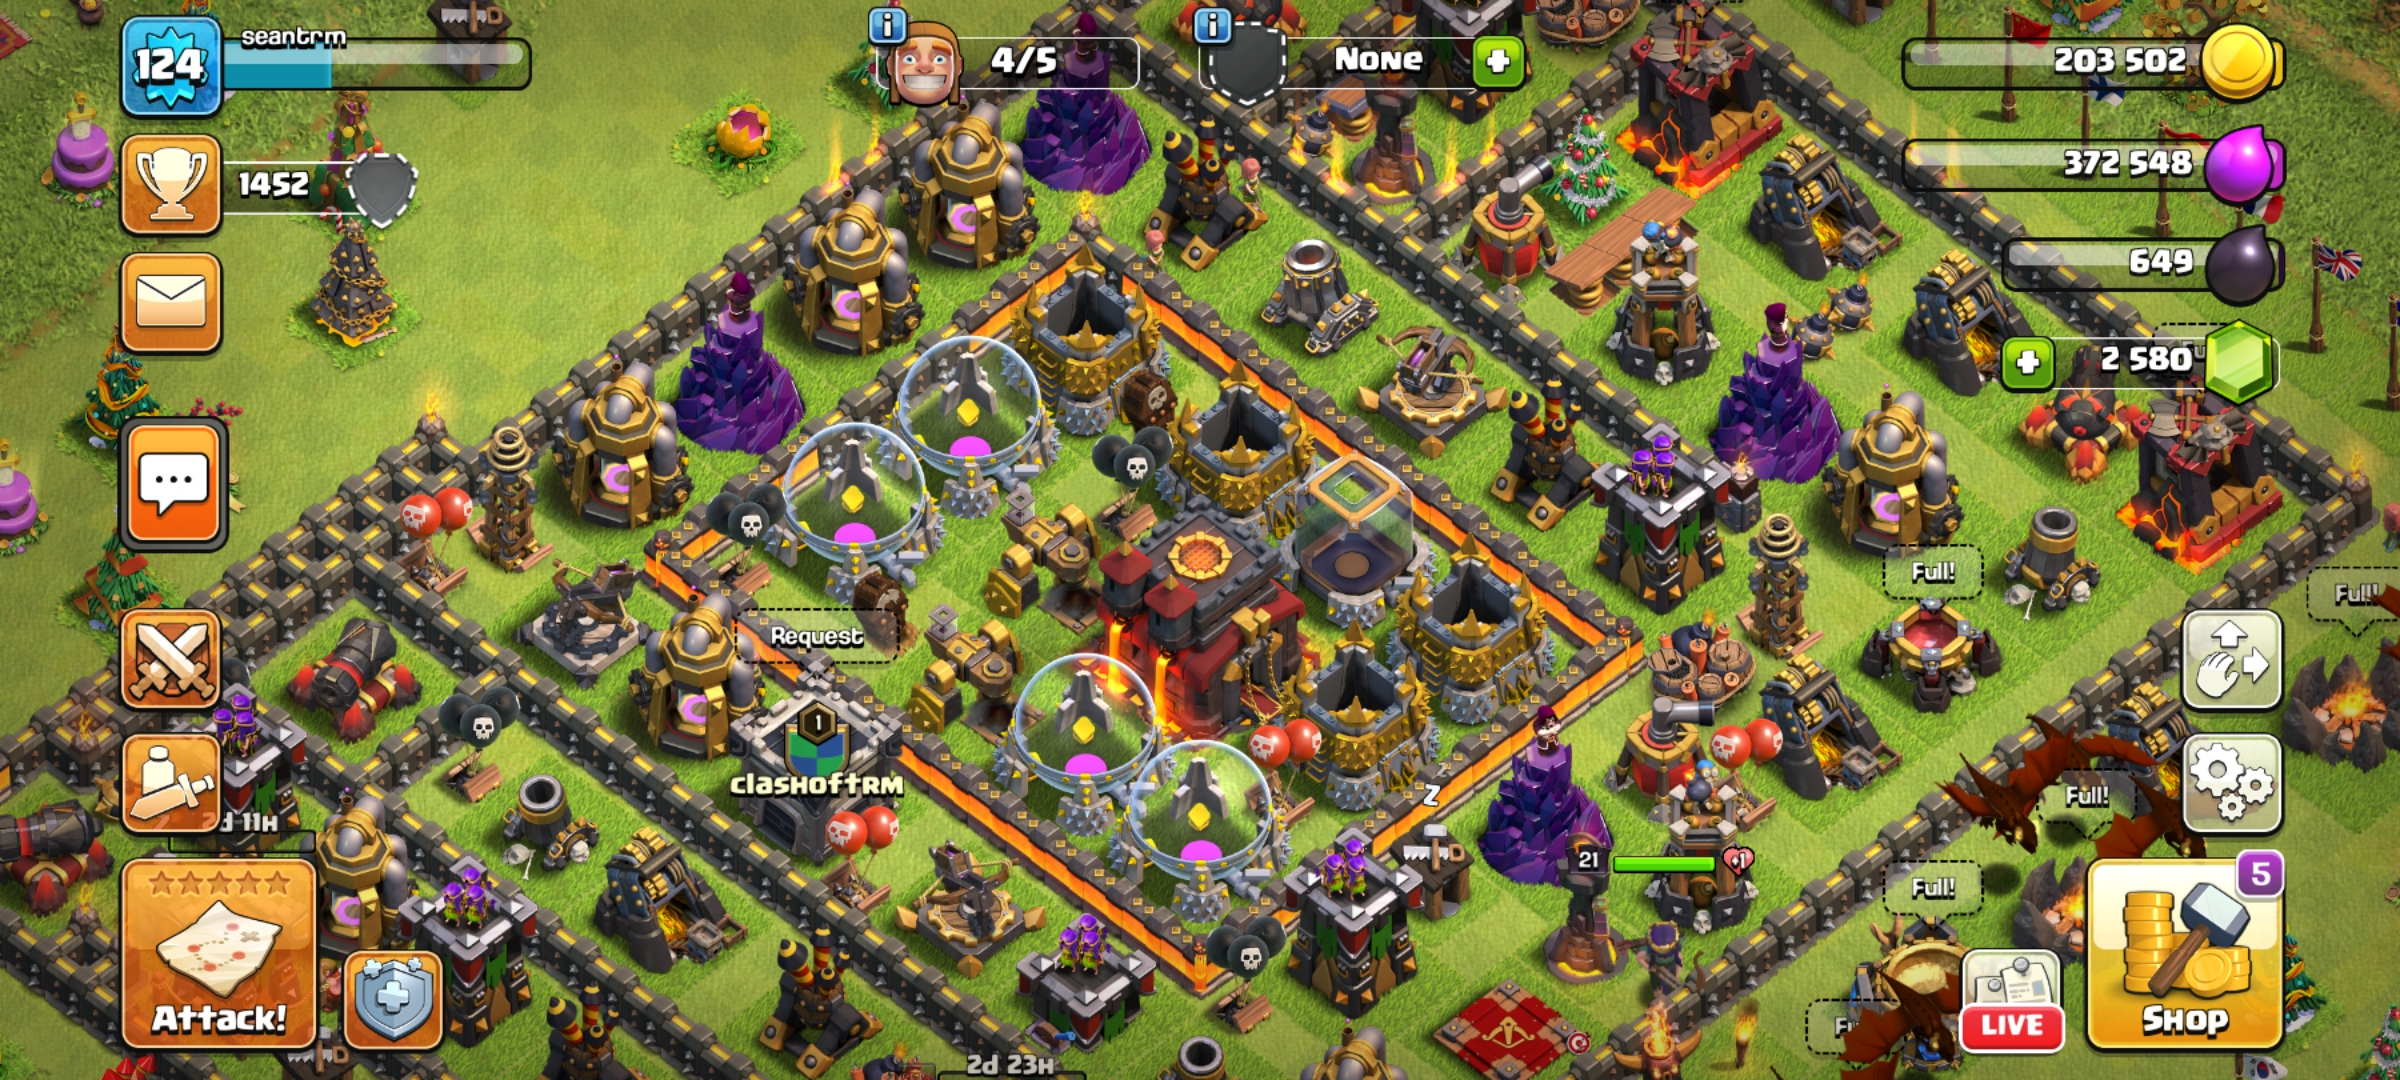 124
seantrm
4/5
None
203 502
1452
372 548
649
2 580
Full!
Full!
Request
1
clashoftrm
Z
Full!
d 11H
21
+1
Full!
5
Attack!
LIVE
Shop
2d 23H